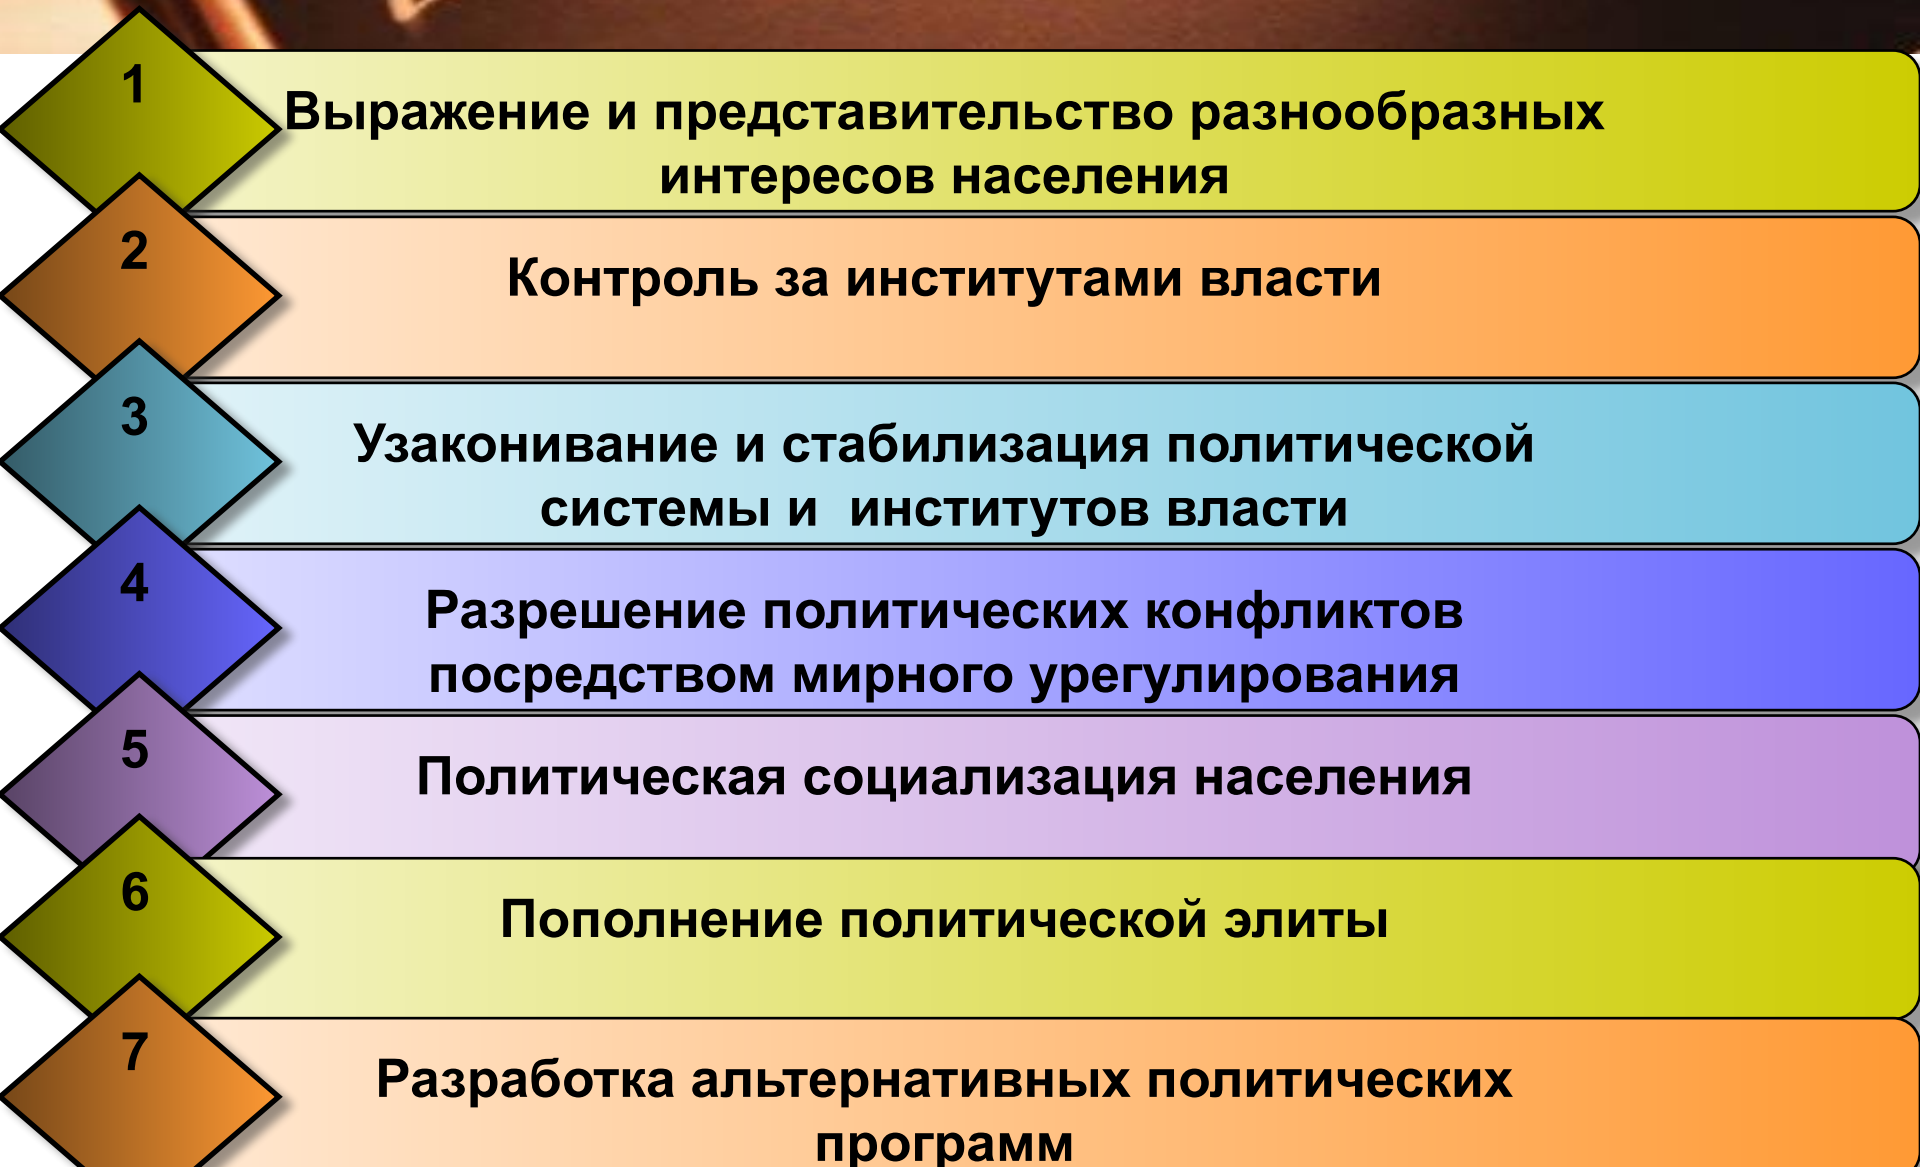 1
Выражение и представительство разнообразных
интересов населения
2
Контроль за институтами власти
3
Узаконивание и стабилизация политической
системы и  институтов власти
4
Разрешение политических конфликтов
посредством мирного урегулирования
5
Политическая социализация населения
6
Пополнение политической элиты
7
Разработка альтернативных политических
программ